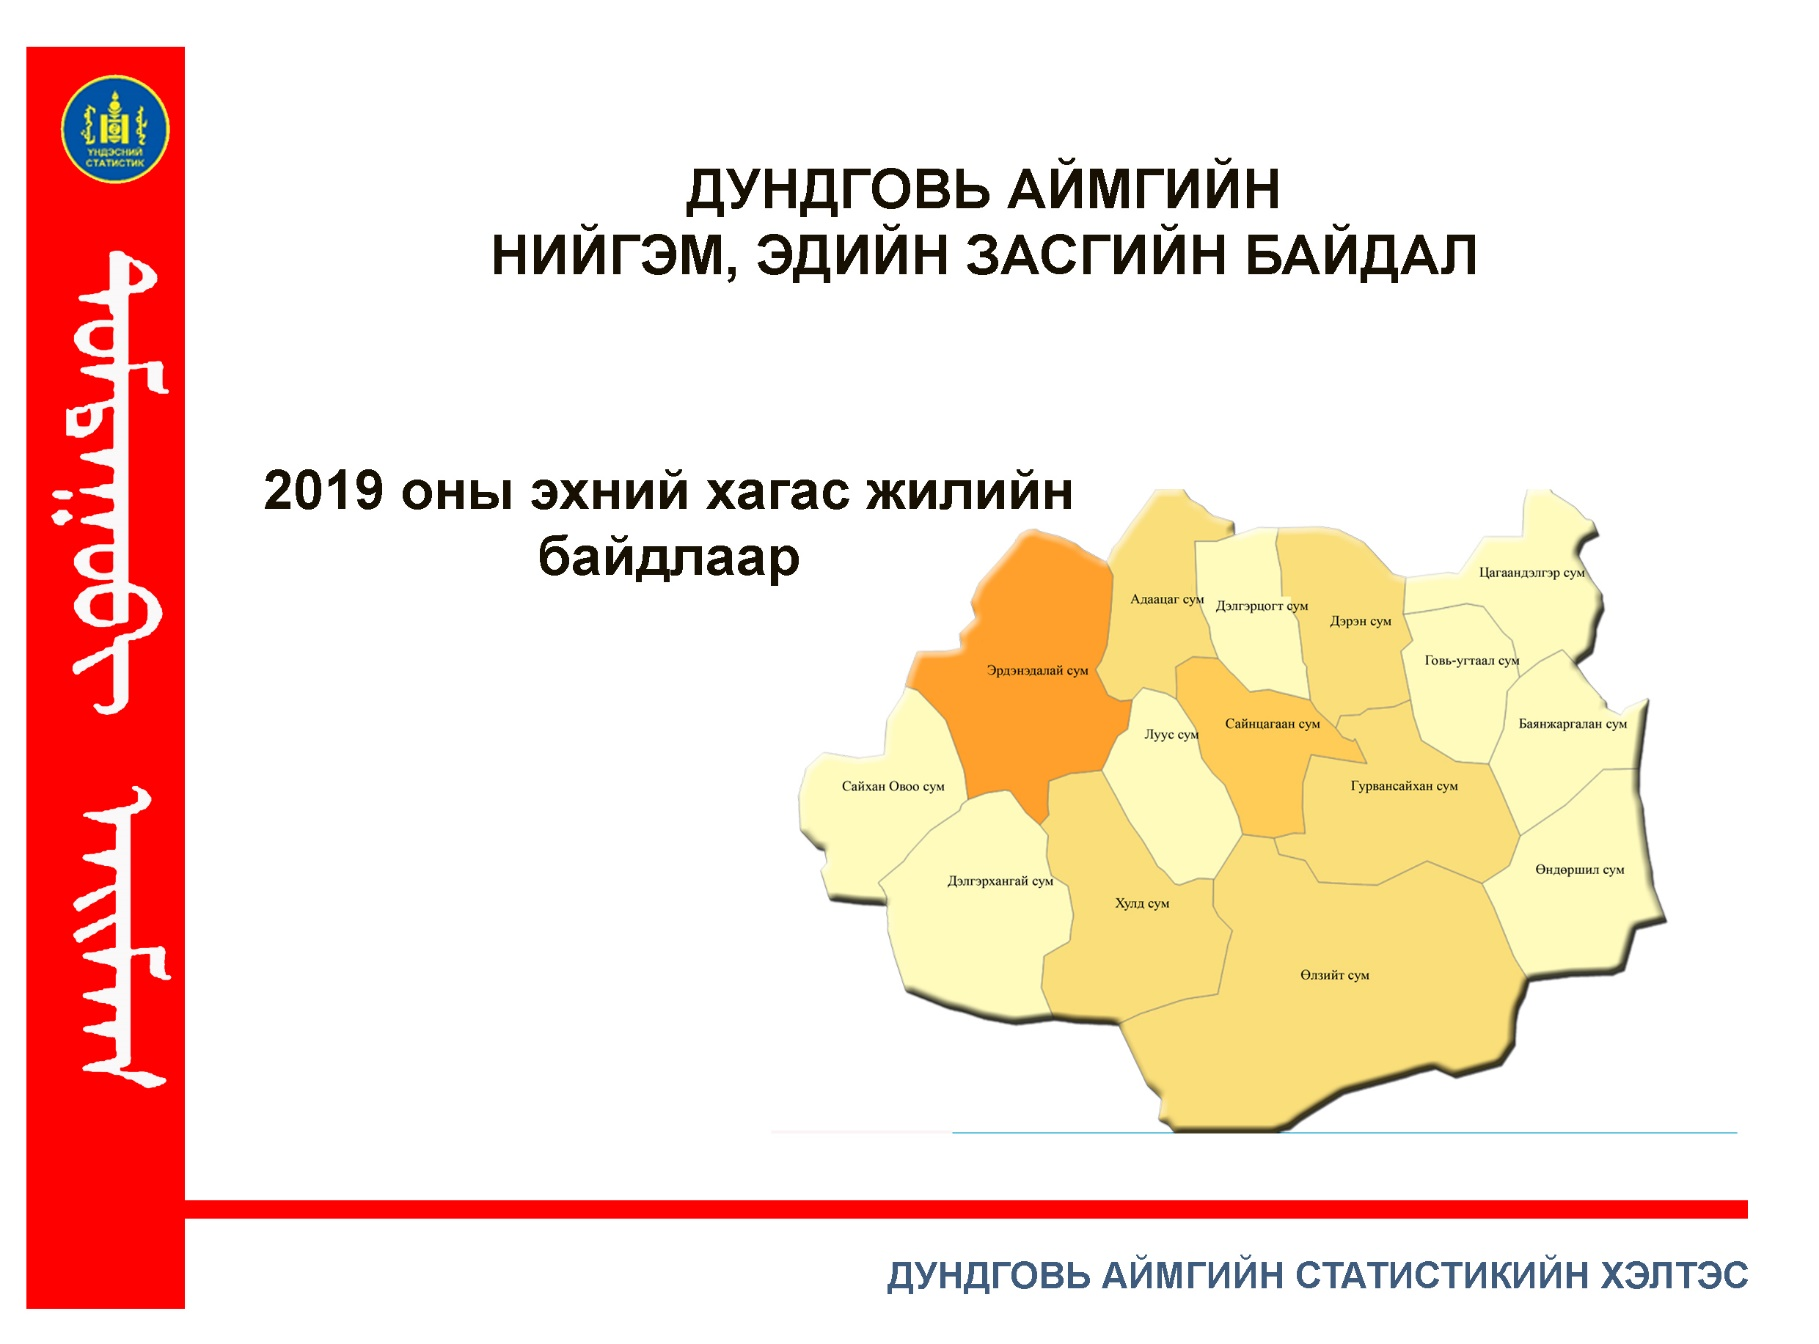 ҮНДЭСНИЙ
СТАТИСТИК
ДУНДГОВЬ АЙМГИЙН
НИЙГЭМ, ЭДИЙН ЗАСГИЙН БАЙДАЛ
2019 оны эхний хагас жилийн
байдлаар
Цагаандэлгэр сум
Адаацаг сум
Дэлгэрцогт сум
Дэрэн сум
Говь-угтаал сум
Эрдэнэдалай сум
Сайнцагаан сум
Баянжаргалан сум
Луус сум
Сайхан Овоо сум
Гурвансайхан сум
Өндөршил сум
Дэлгэрхангай сум
Хулд сум
Өлзийт сум
ДУНДГОВЬ АЙМГИЙН СТАТИСТИКИЙН ХЭЛТЭС